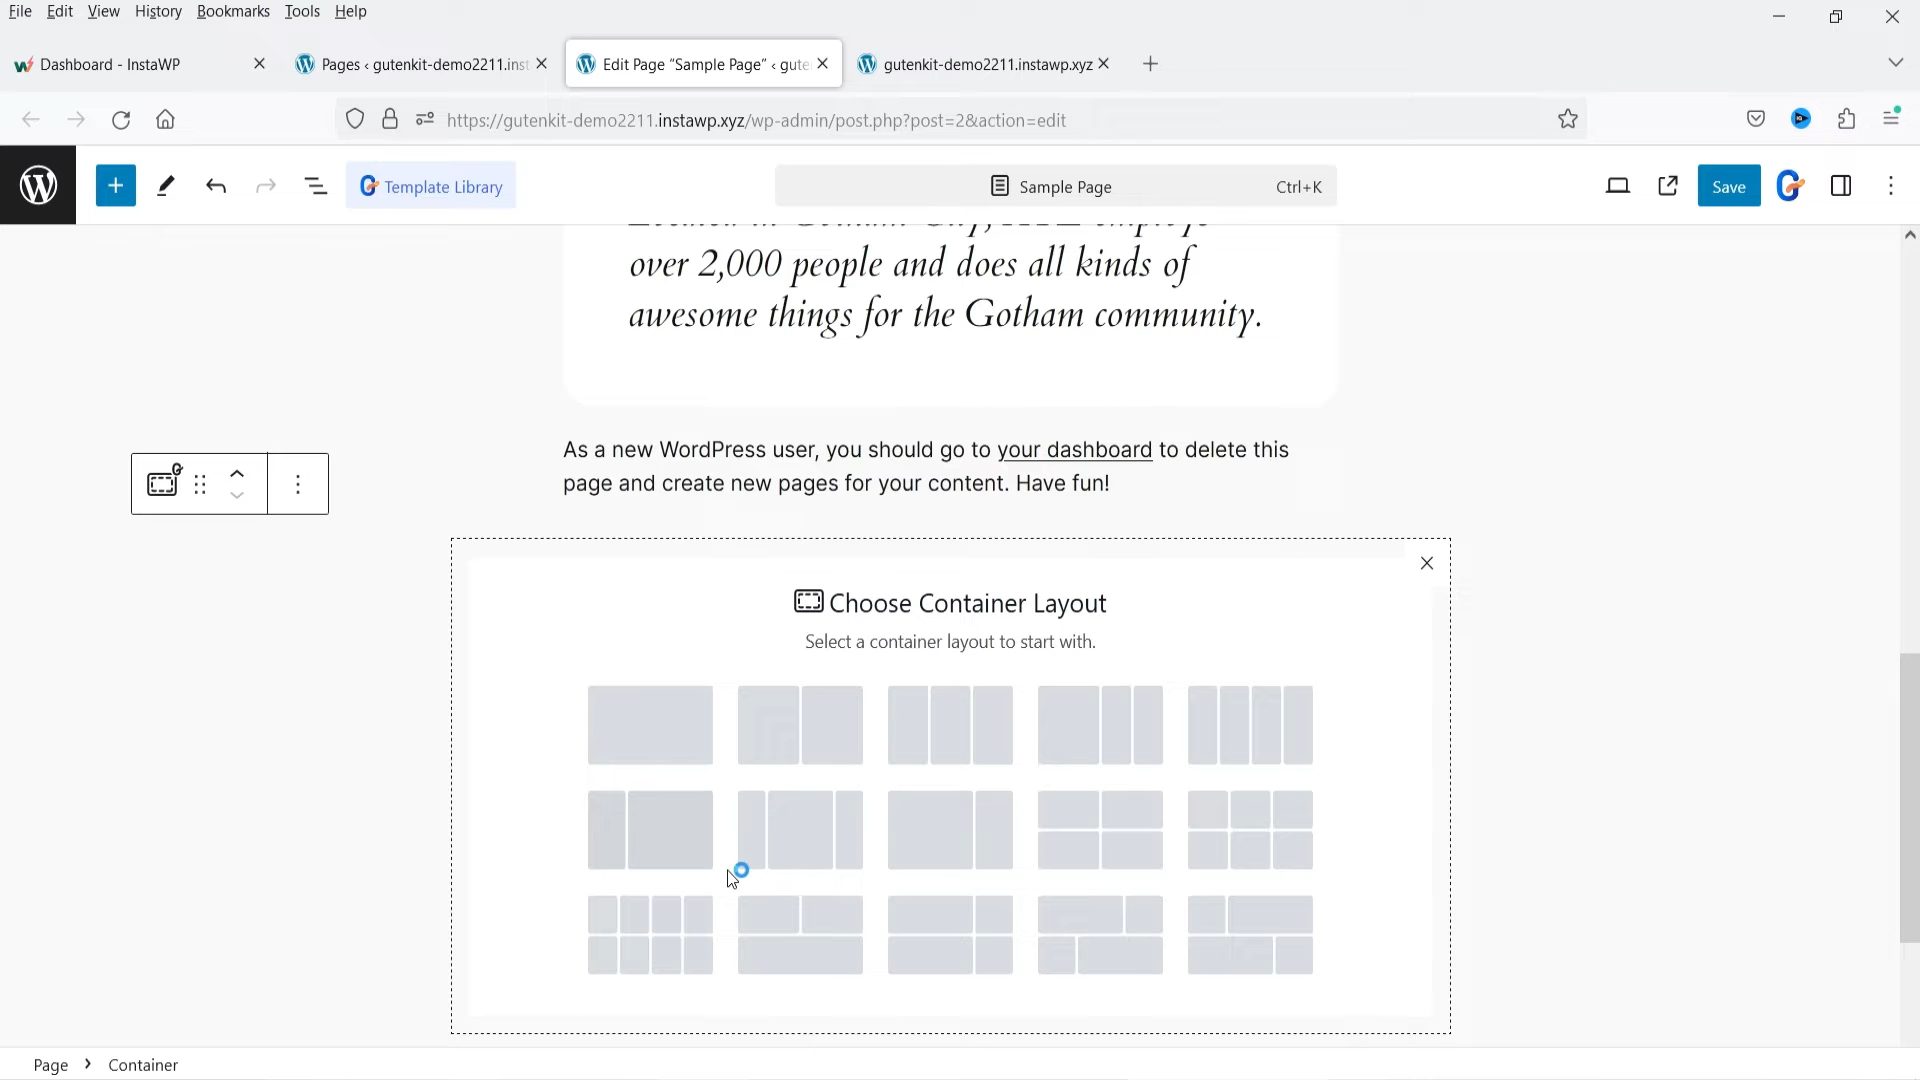 File Edit View History Bookmarks Tools Help
Dashboard - InstaWP
Pages ‹ gutenkit-demo2211.inst
Edit Page “Sample Page” ‹ gute
gutenkit-demo2211.instawp.xyz
https://gutenkit-demo2211.instawp.xyz/wp-admin/post.php?post=2&action=edit
Template Library
Sample Page
Ctrl+K
Save
over 2,000 people and does all kinds of
awesome things for the Gotham community.
As a new WordPress user, you should go to your dashboard to delete this
page and create new pages for your content. Have fun!
Choose Container Layout
Select a container layout to start with.
Page › Container